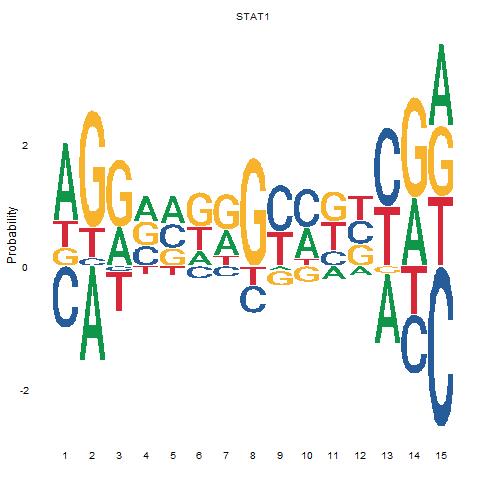 STAT1
Probability
2
0
-2
A T G C
G T C A
G A C T
A G C T
A C G T
G T A C
G A T C
G T C
C T A G
C A T G
G T C A
T C G A
C T G A
G A T C
A G T C
1 2 3 4 5 6 7 8 9 10 11 12 13 14 15